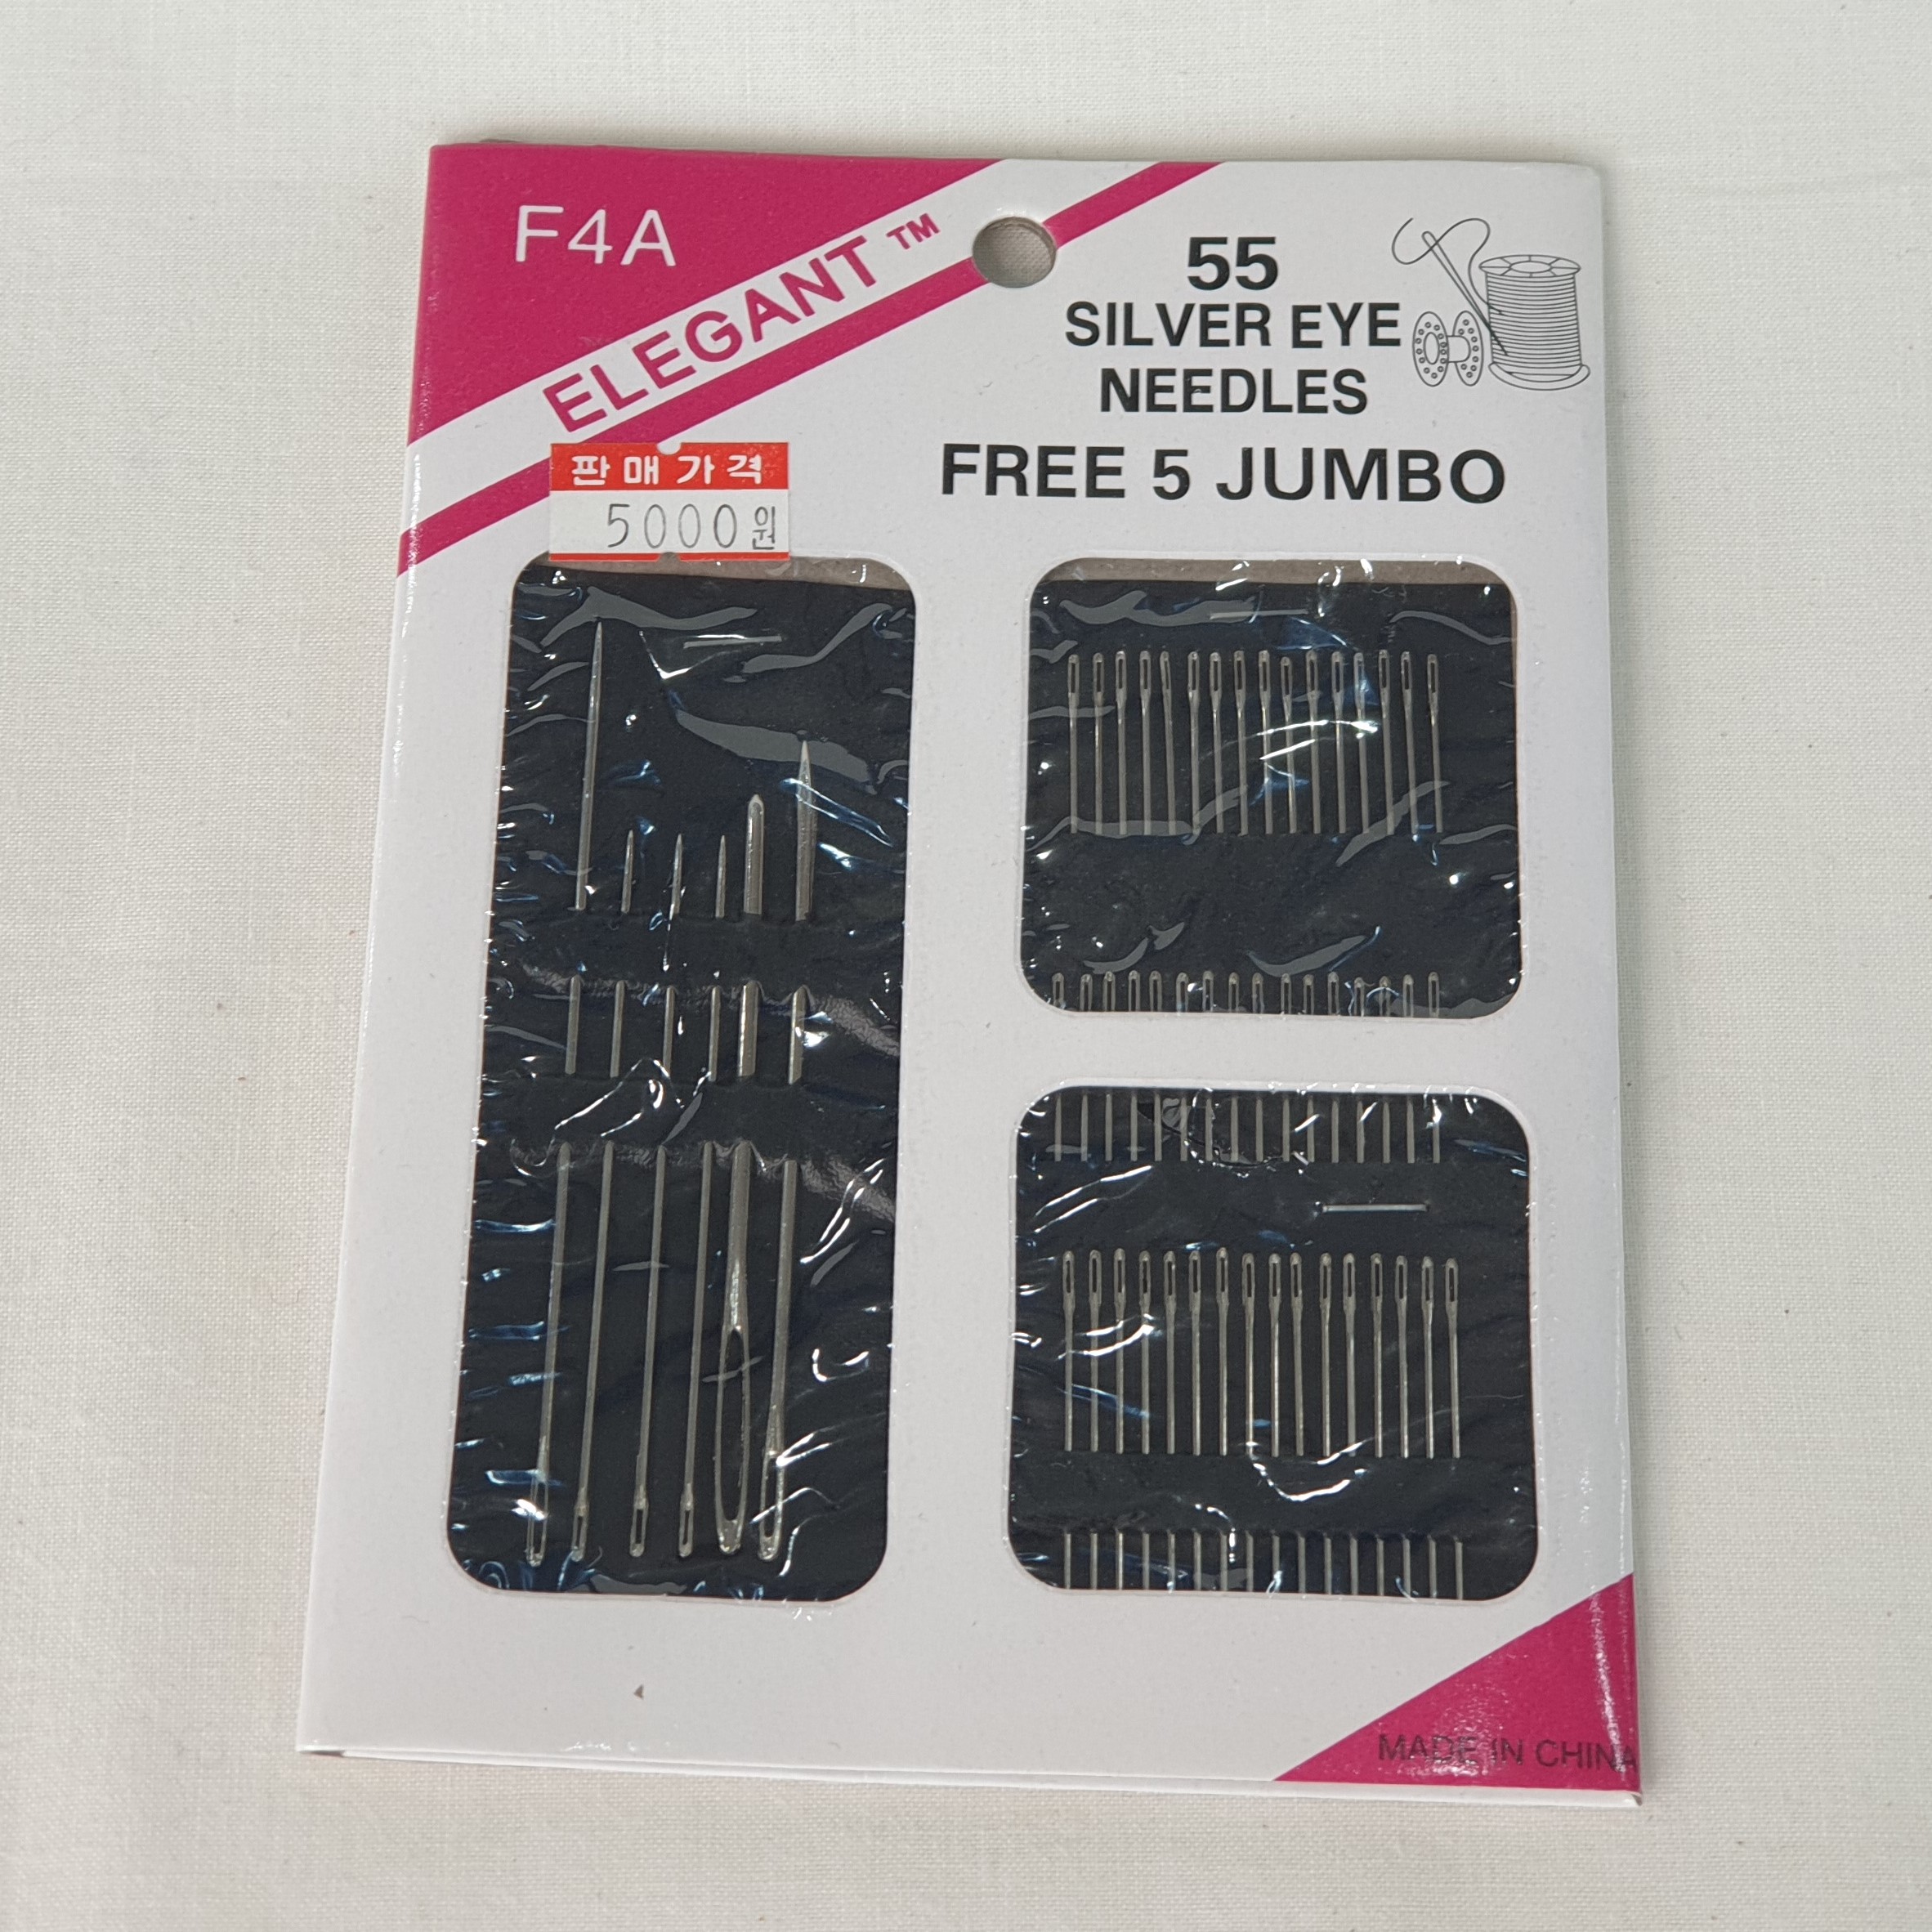 F4A
ELEGANT™
55
SILVER EYE
NEEDLES
FREE 5 JUMBO
판매가격
5000원
MADE IN CHINA